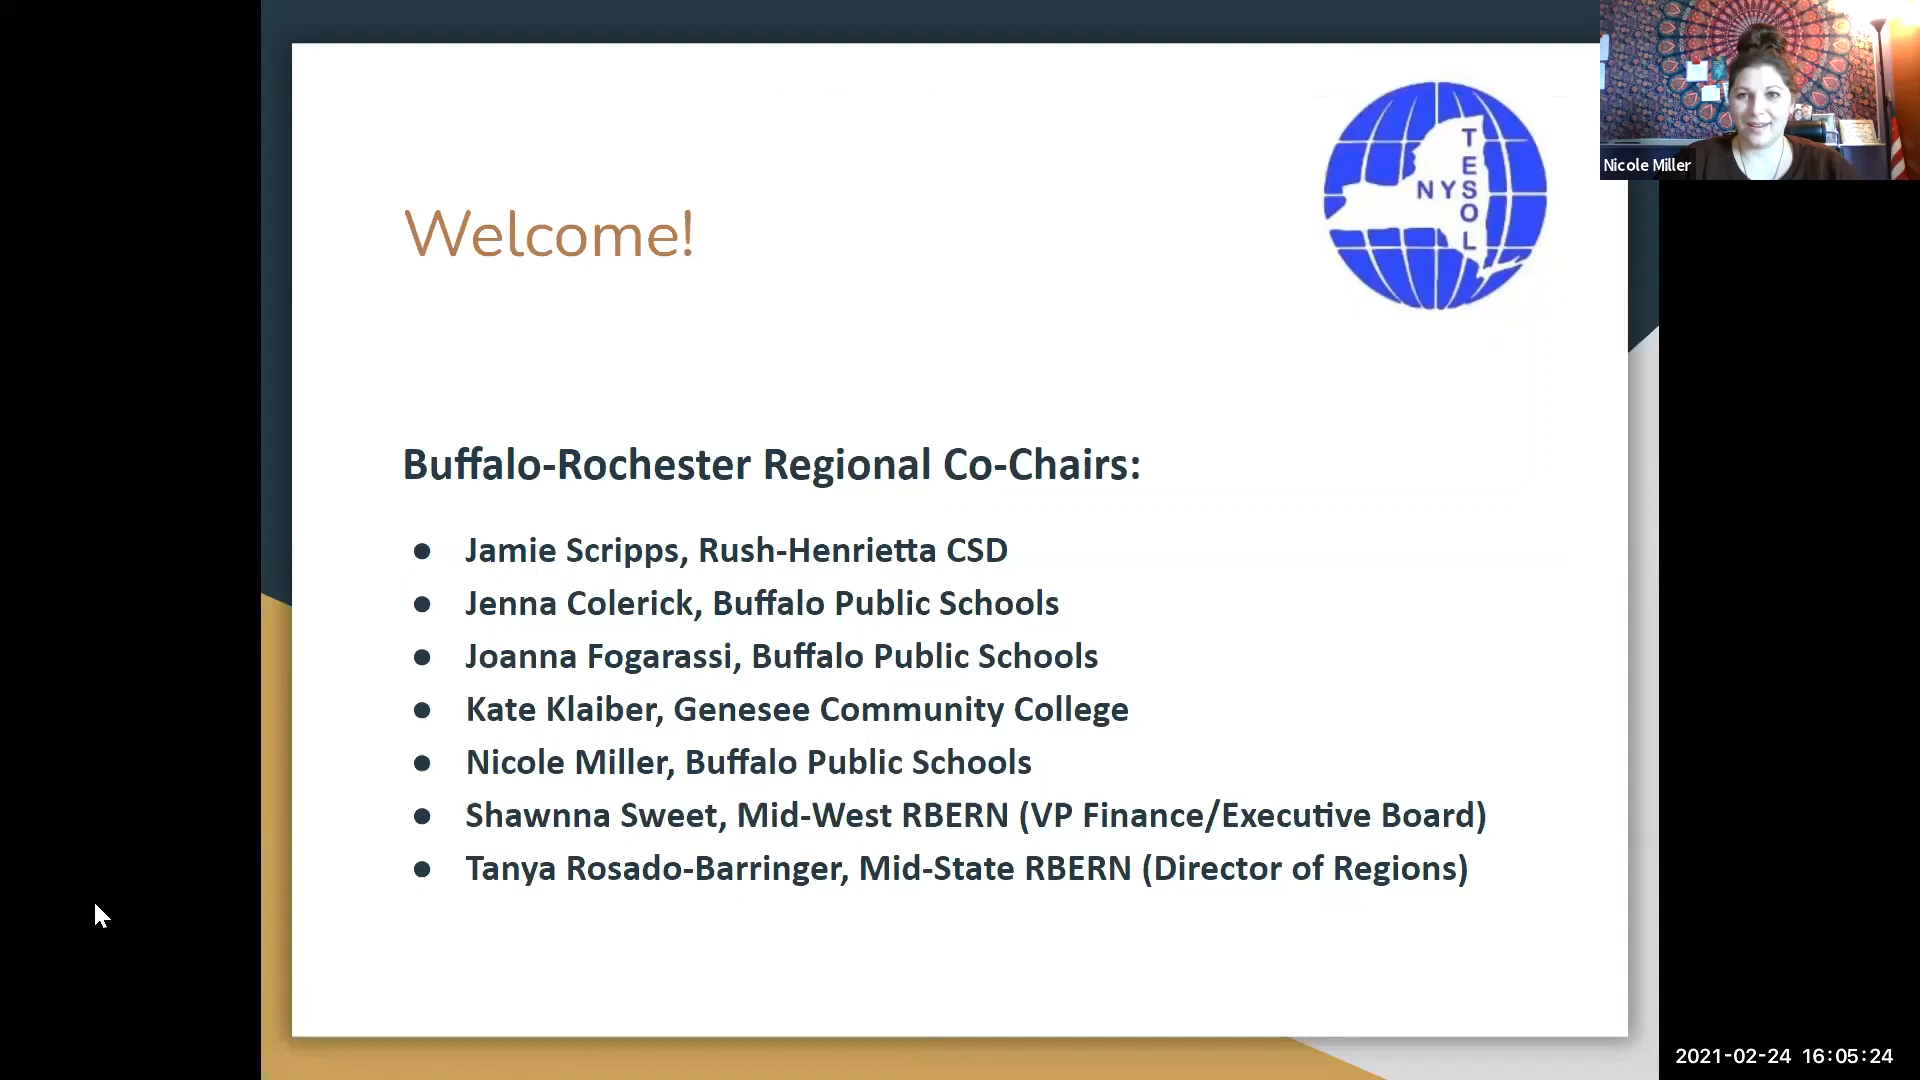 Nicole Miller
NYS
TESOL
Welcome!
Buffalo-Rochester Regional Co-Chairs:
● Jamie Scripps, Rush-Henrietta CSD
● Jenna Colerick, Buffalo Public Schools
● Joanna Fogarassi, Buffalo Public Schools
● Kate Klaiber, Genesee Community College
● Nicole Miller, Buffalo Public Schools
● Shawnna Sweet, Mid-West RBERN (VP Finance/Executive Board)
● Tanya Rosado-Barringer, Mid-State RBERN (Director of Regions)
2021-02-24 16:05:24